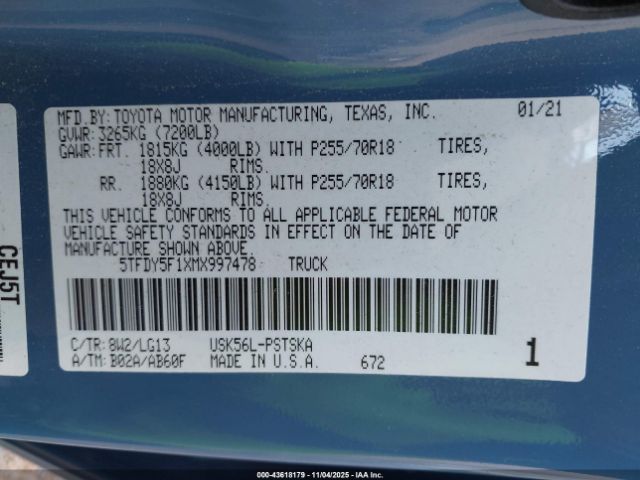 MFD.BY:TOYOTA MOTOR MANUFACTURING, TEXAS, INC. 01/21
GVWR: 3265KG (7200LB)
GAWR:FRT. 1815KG (4000LB) WITH P255/70R18 TIRES,
18X8J RIMS.
RR. 1880KG (4150LB) WITH P255/70R18 TIRES,
18X8J RIMS.
THIS VEHICLE CONFORMS TO ALL APPLICABLE FEDERAL MOTOR
VEHICLE SAFETY STANDARDS IN EFFECT ON THE DATE OF
MANUFACTURE SHOWN ABOVE.
5TFDY5F1XMX997478 TRUCK
C/TR:8W2/LG13 USK56L-PSTSKA
A/TM:B02A/AB60F MADE IN U.S.A. 672 1
CEJ5T
000-43618179 - 11/04/2025 - IAA Inc.